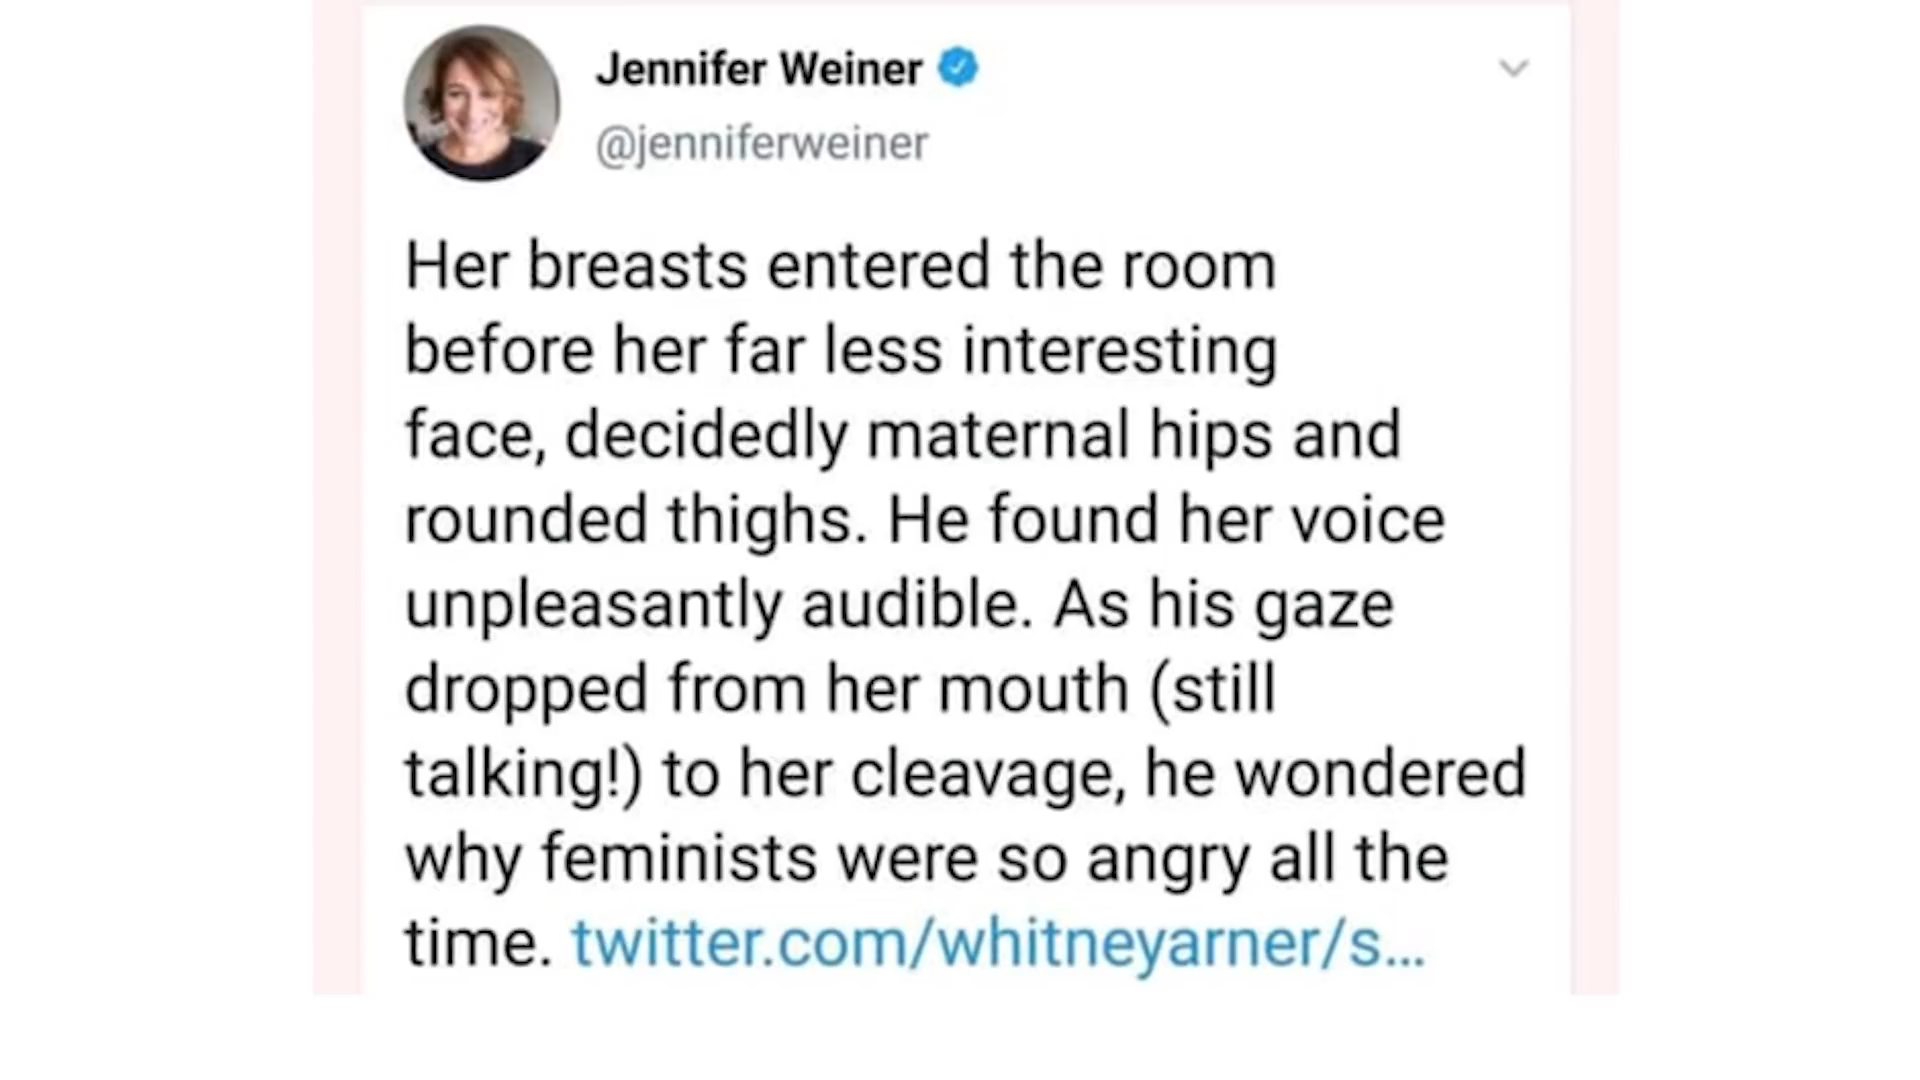 Jennifer Weiner
@jenniferweiner
Her breasts entered the room
before her far less interesting
face, decidedly maternal hips and
rounded thighs. He found her voice
unpleasantly audible. As his gaze
dropped from her mouth (still
talking!) to her cleavage, he wondered
why feminists were so angry all the
time. twitter.com/whitneyarner/s...